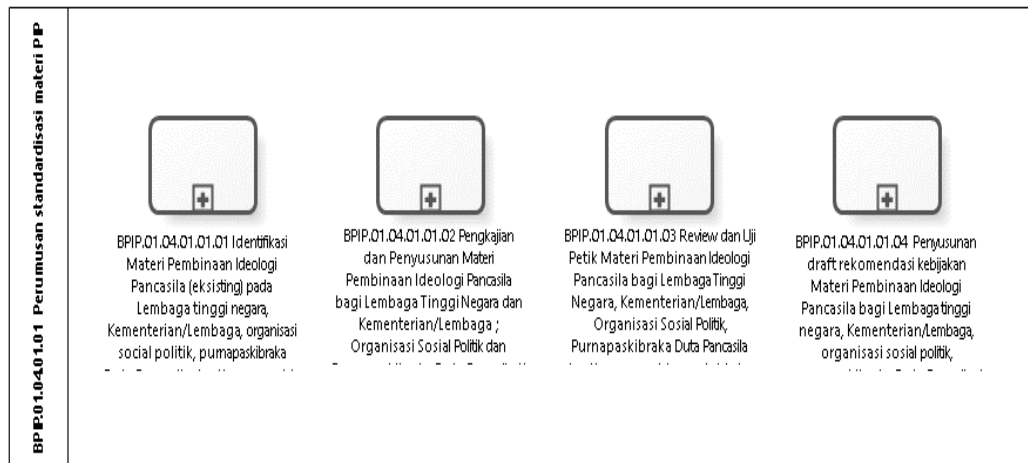 BPIP.01.04.01.01 Perumusan standardisasi materi PIP
BPIP.01.04.01.01.01 Identifikasi
Materi Pembinaan Ideologi
Pancasila (eksisting) pada
Lembaga tinggi negara,
Kementerian/Lembaga, organisasi
social politik, purnapaskibraka
BPIP.01.04.01.01.02 Pengkajian
dan Penyusunan Materi
Pembinaan Ideologi Pancasila
bagi Lembaga Tinggi Negara dan
Kementerian/Lembaga ;
Organisasi Sosial Politik dan
BPIP.01.04.01.01.03 Review dan Uji
Petik Materi Pembinaan Ideologi
Pancasila bagi Lembaga Tinggi
Negara, Kementerian/Lembaga,
Organisasi Sosial Politik,
Purnapaskibraka Duta Pancasila
BPIP.01.04.01.01.04 Penyusunan
draft rekomendasi kebijakan
Materi Pembinaan Ideologi
Pancasila bagi Lembaga tinggi
negara, Kementerian/Lembaga,
organisasi sosial politik,